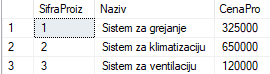 SifraProiz Naziv CenaPro
1 1 Sistem za grejanje 325000
2 2 Sistem za klimatizaciju 650000
3 3 Sistem za ventilaciju 120000